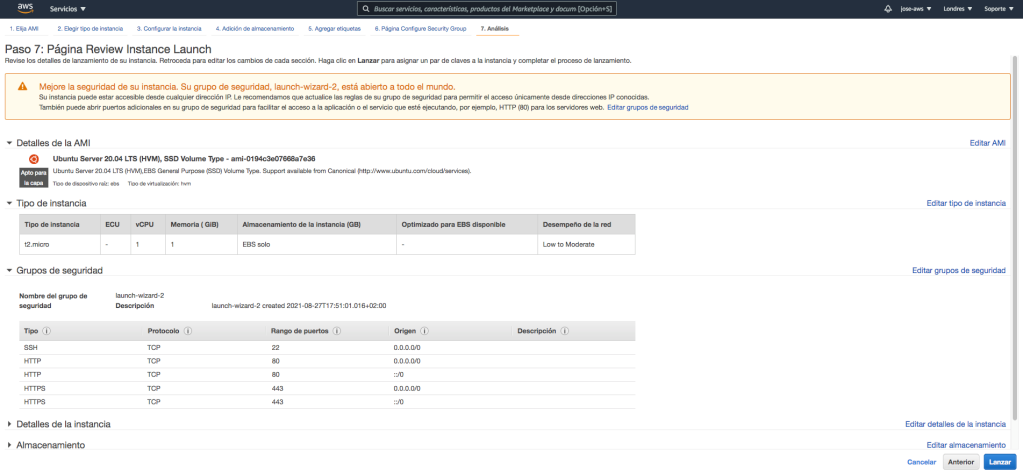 aws
Servicios
Buscar servicios, características, productos del Marketplace y docum [Opción+S]
jose-aws
Londres
Soporte
1. Elija AMI
2. Elegir tipo de instancia
3. Configurar la instancia
4. Adición de almacenamiento
5. Agregar etiquetas
6. Página Configure Security Group
7. Análisis
Paso 7: Página Review Instance Launch
Revise los detalles de lanzamiento de su instancia. Retroceda para editar los cambios de cada sección. Haga clic en Lanzar para asignar un par de claves a la instancia y completar el proceso de lanzamiento.
Mejore la seguridad de su instancia. Su grupo de seguridad, launch-wizard-2, está abierto a todo el mundo.
Su instancia puede estar accesible desde cualquier dirección IP. Le recomendamos que actualice las reglas de su grupo de seguridad para permitir el acceso únicamente desde direcciones IP conocidas.
También puede abrir puertos adicionales en su grupo de seguridad para facilitar el acceso a la aplicación o el servicio que esté ejecutando, por ejemplo, HTTP (80) para los servidores web. Editar grupos de seguridad
Detalles de la AMI
Editar AMI
Ubuntu Server 20.04 LTS (HVM), SSD Volume Type - ami-0194c3e07668a7e36
Apto para la capa
Ubuntu Server 20.04 LTS (HVM),EBS General Purpose (SSD) Volume Type. Support available from Canonical (http://www.ubuntu.com/cloud/services).
Tipo de dispositivo raíz: ebs Tipo de virtualización: hvm
Tipo de instancia
Editar tipo de instancia
Tipo de instancia ECU vCPU Memoria ( GiB) Almacenamiento de la instancia (GB) Optimizado para EBS disponible Desempeño de la red
t2.micro - 1 1 EBS solo - Low to Moderate
Grupos de seguridad
Editar grupos de seguridad
Nombre del grupo de seguridad launch-wizard-2
Descripción launch-wizard-2 created 2021-08-27T17:51:01.016+02:00
Tipo Protocolo Rango de puertos Origen Descripción
SSH TCP 22 0.0.0.0/0
HTTP TCP 80 0.0.0.0/0
HTTP TCP 80 ::/0
HTTPS TCP 443 0.0.0.0/0
HTTPS TCP 443 ::/0
Detalles de la instancia
Editar detalles de la instancia
Almacenamiento
Editar almacenamiento
Cancelar
Anterior
Lanzar